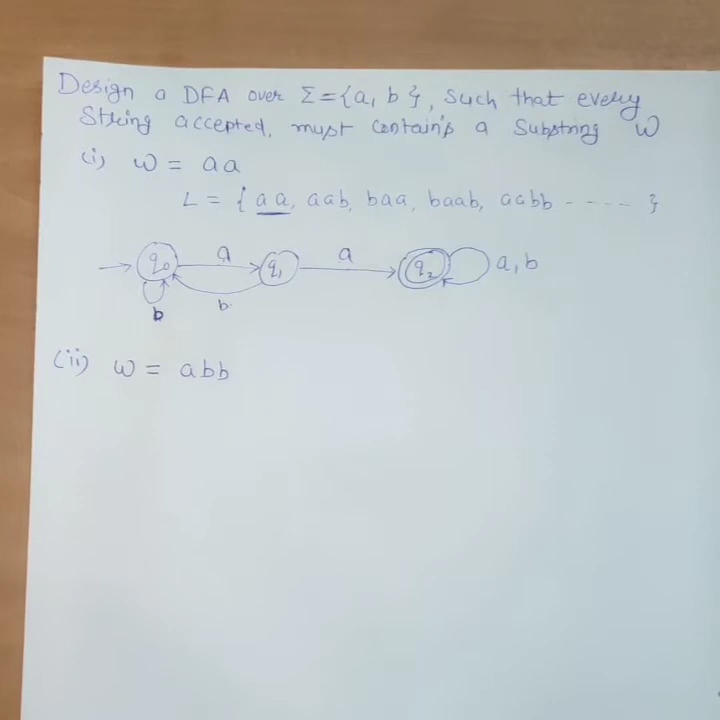 Design a DFA over Σ={a, b}, such that every
String accepted, must contain's a Substring w
(i) w = aa
L = {aa, aab, baa, baab, aabb - - - - - }
q₀ a q₁ a q₂ a, b
b b
(ii) w = abb